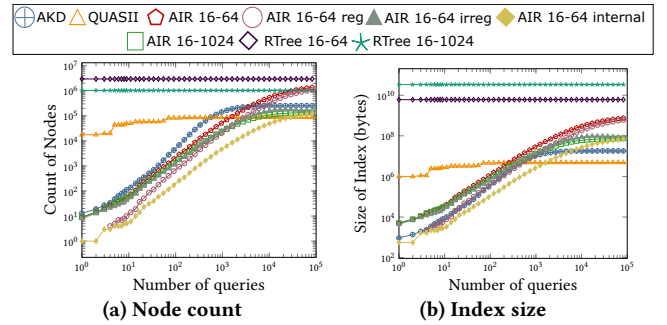 AKD QUASII AIR 16-64 AIR 16-64 reg AIR 16-64 irreg AIR 16-64 internal
AIR 16-1024 RTree 16-64 RTree 16-1024
Count of Nodes
10^7
10^6
10^5
10^4
10^3
10^2
10^1
10^0
10^0 10^1 10^2 10^3 10^4 10^5
Number of queries
(a) Node count
Size of Index (bytes)
10^10
10^8
10^6
10^4
10^2
10^0 10^1 10^2 10^3 10^4 10^5
Number of queries
(b) Index size